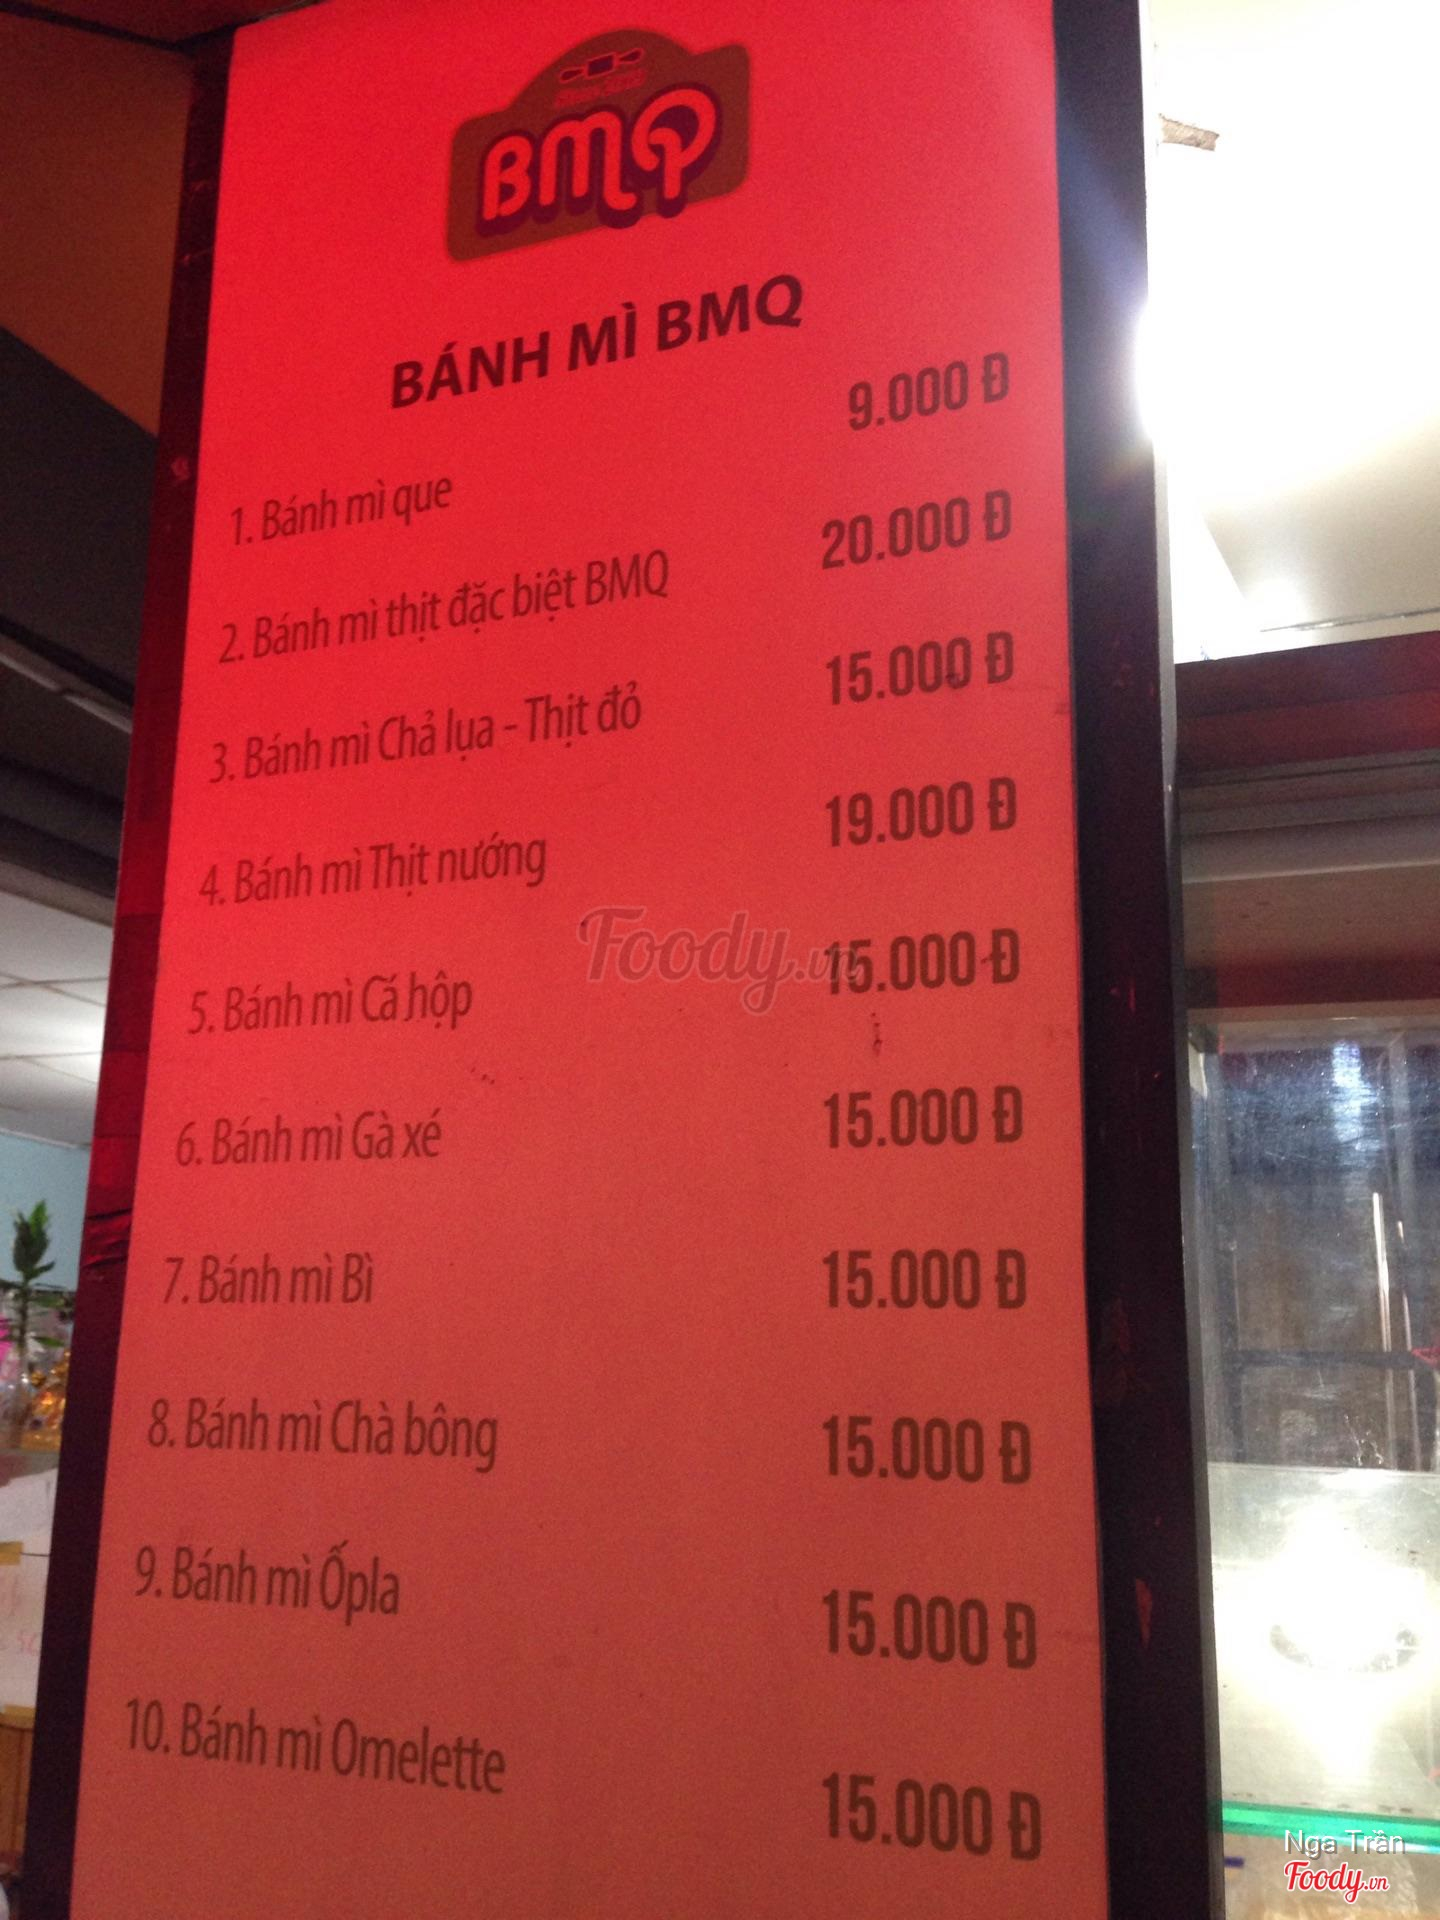 BMQ
BÁNH MÌ BMQ
1. Bánh mì que 9.000 Đ
2. Bánh mì thịt đặc biệt BMQ 20.000 Đ
3. Bánh mì Chả lụa - Thịt đỏ 15.000 Đ
4. Bánh mì Thịt nướng 19.000 Đ
5. Bánh mì Cá hộp 15.000 Đ
6. Bánh mì Gà xé 15.000 Đ
7. Bánh mì Bì 15.000 Đ
8. Bánh mì Chà bông 15.000 Đ
9. Bánh mì Ốpla 15.000 Đ
10. Bánh mì Omelette 15.000 Đ
Foody.vn
Nga Trần
Foody.vn